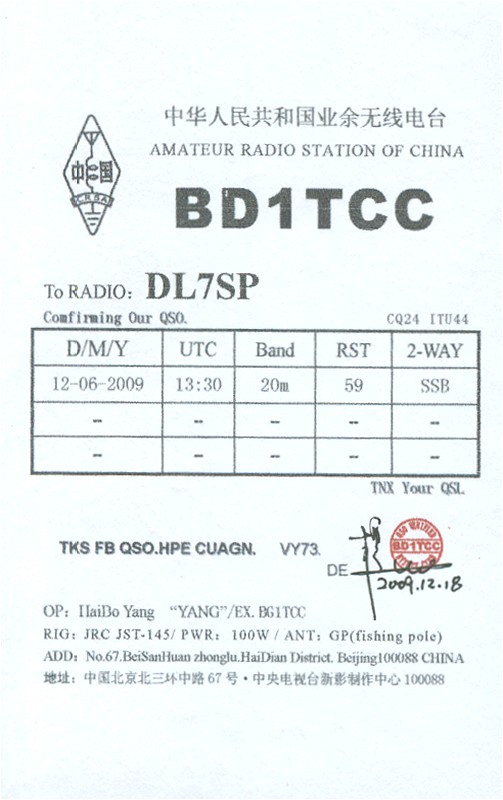 中华人民共和国业余无线电台
AMATEUR RADIO STATION OF CHINA
中 国
CRSA
BD1TCC
To RADIO: DL7SP
Comfirming Our QSO.
CQ24 ITU44
D/M/Y UTC Band RST 2-WAY
12-06-2009 13:30 20m 59 SSB
-- -- -- -- --
-- -- -- -- --
TNX Your QSL
TKS FB QSO.HPE CUAGN. VY73.
BD1TCC
DE
2009.12.18
OP: HaiBo Yang “YANG”/EX. BG1TCC
RIG: JRC JST-145/ PWR: 100W / ANT: GP(fishing pole)
ADD: No.67.BeiSanHuan zhonglu.HaiDian District. Beijing100088 CHINA
地址: 中国北京北三环中路 67 号·中央电视台新影制作中心 100088